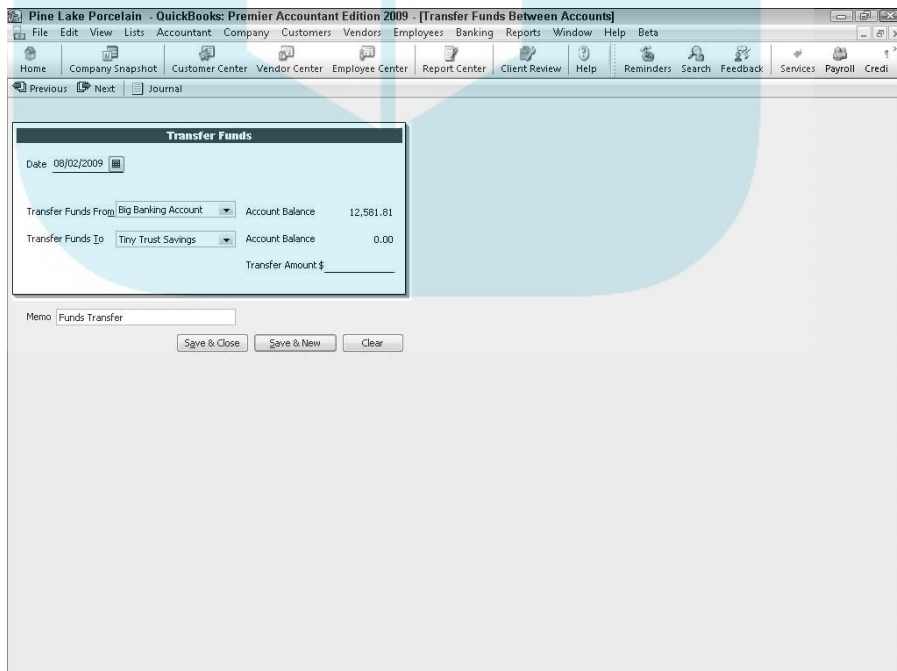 Pine Lake Porcelain - QuickBooks: Premier Accountant Edition 2009 - [Transfer Funds Between Accounts]
File Edit View Lists Accountant Company Customers Vendors Employees Banking Reports Window Help Beta
Home Company Snapshot Customer Center Vendor Center Employee Center Report Center Client Review Help Reminders Search Feedback Services Payroll Credi
Previous Next Journal
Transfer Funds
Date 08/02/2009
Transfer Funds From Big Banking Account Account Balance 12,581.81
Transfer Funds To Tiny Trust Savings Account Balance 0.00
Transfer Amount $
Memo Funds Transfer
Save & Close Save & New Clear